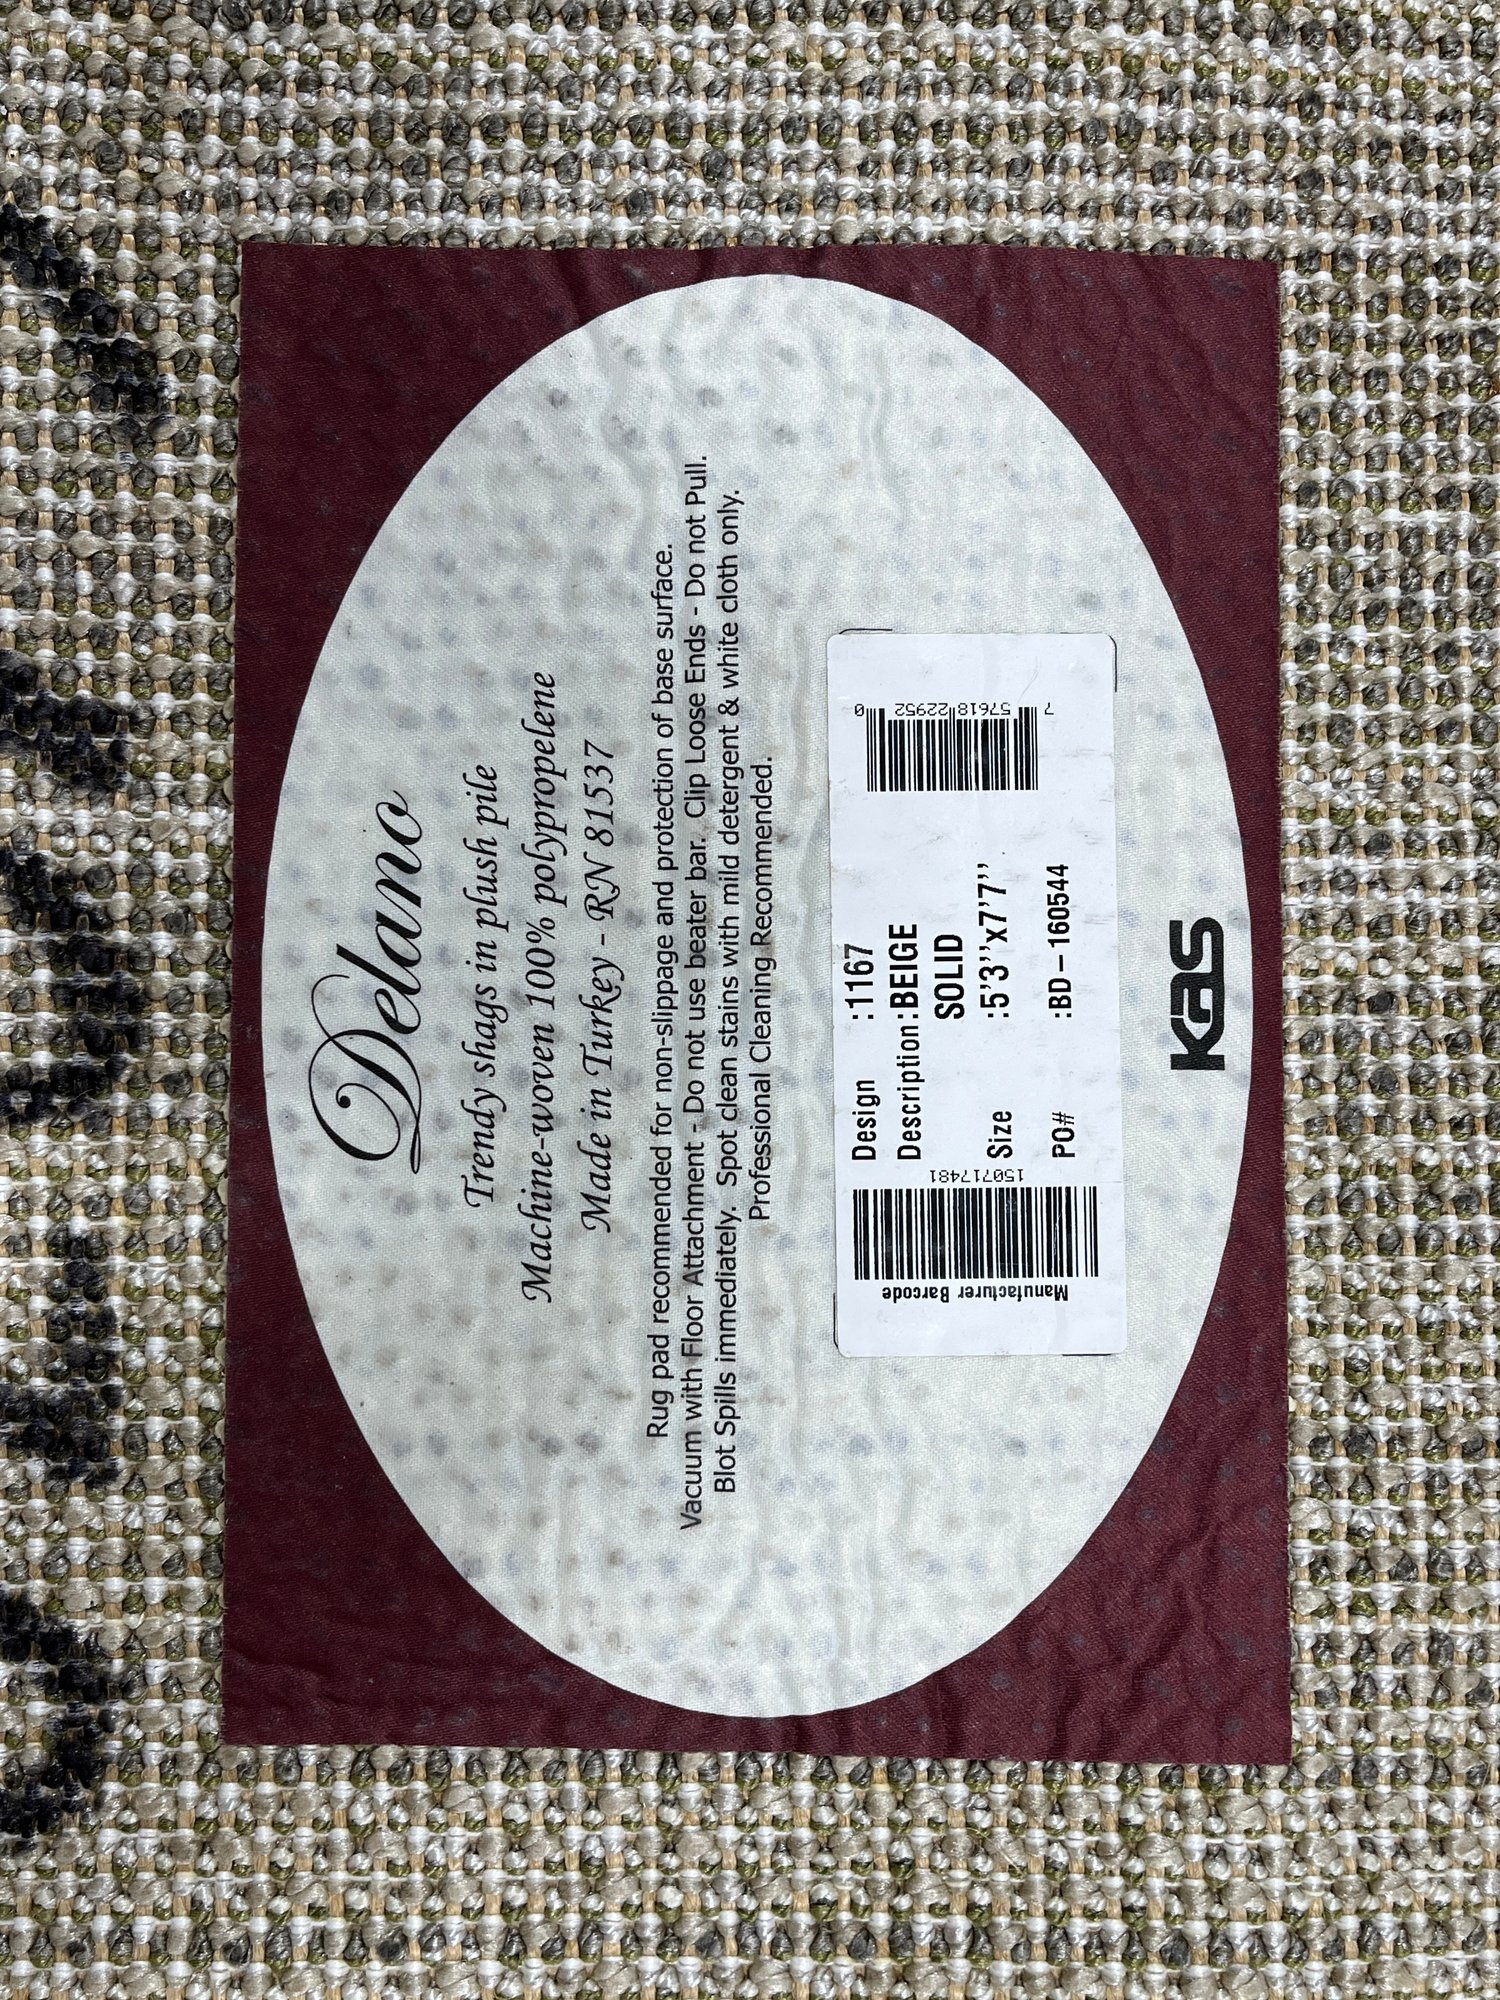 Delano
Trendy shags in plush pile
Machine-woven 100% polypropelene
Made in Turkey - RN 81537
Rug pad recommended for non-slippage and protection of base surface.
Vacuum with Floor Attachment - Do not use beater bar. Clip Loose Ends - Do not Pull.
Blot Spills immediately. Spot clean stains with mild detergent & white cloth only.
Professional Cleaning Recommended.
Manufacturer Barcode
150717481
Design :1167
Description:BEIGE
SOLID
Size :5'3''x7'7''
PO# :BD-160544
7 57618 22952 0
KAS